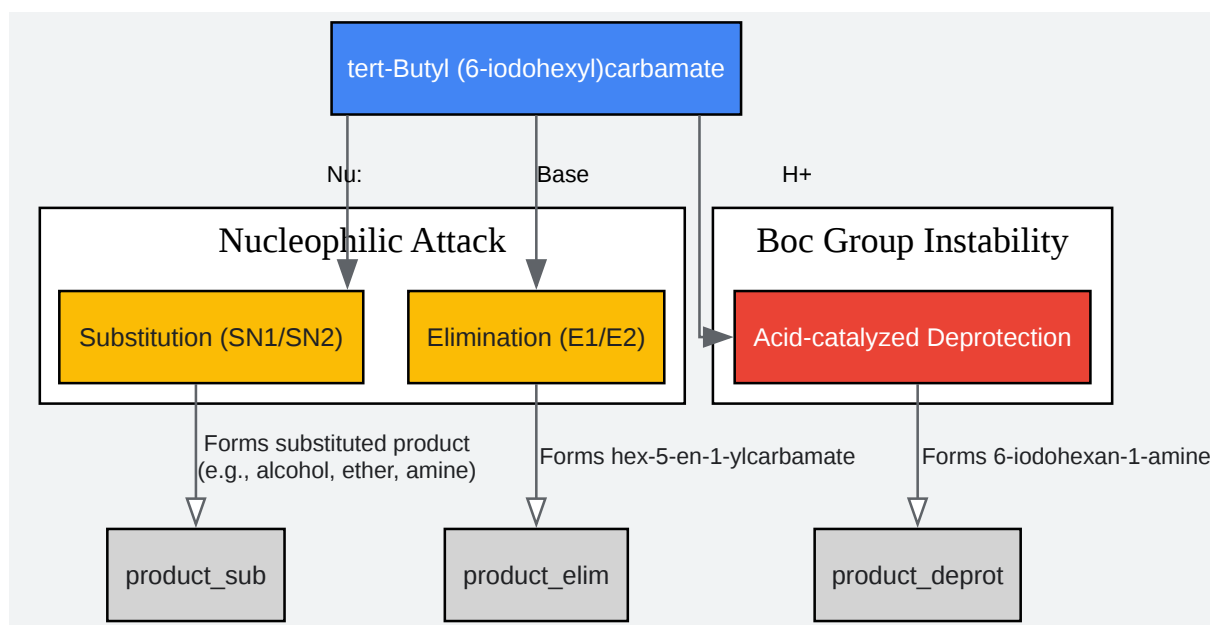 tert-Butyl (6-iodohexyl)carbamate
Nu:
Base
H+
Nucleophilic Attack
Boc Group Instability
Substitution (SN1/SN2)
Elimination (E1/E2)
Acid-catalyzed Deprotection
Forms substituted product
(e.g., alcohol, ether, amine)
Forms hex-5-en-1-ylcarbamate
Forms 6-iodohexan-1-amine
product_sub
product_elim
product_deprot